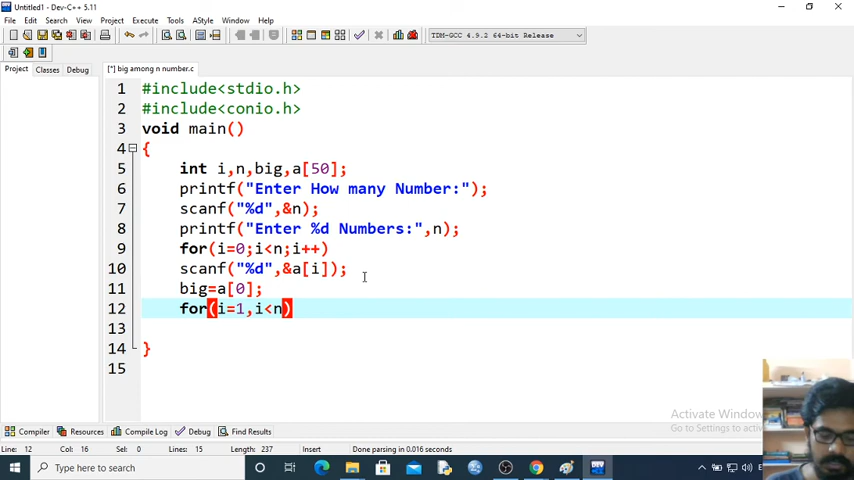 Untitled1 - Dev-C++ 5.11
File Edit Search View Project Execute Tools AStyle Window Help
TDM-GCC 4.9.2 64-bit Release
Project Classes Debug [*] big among n number.c
1 #include<stdio.h>
2 #include<conio.h>
3 void main()
4 {
5 int i,n,big,a[50];
6 printf("Enter How many Number:");
7 scanf("%d",&n);
8 printf("Enter %d Numbers:",n);
9 for(i=0;i<n;i++)
10 scanf("%d",&a[i]);
11 big=a[0];
12 for(i=1,i<n)
13
14 }
15
Activate Window
Go to Settings to activ
Compiler Resources Compile Log Debug Find Results
Line: 12 Col: 16 Sel: 0 Lines: 15 Length: 237 Insert Done parsing in 0.016 seconds
Type here to search